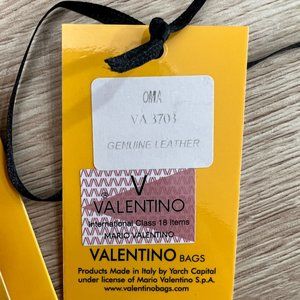 OMA
VA 3703
GENUINE LEATHER
V
VALENTINO
International Class 18 Items
MARIO VALENTINO
VALENTINO BAGS
Products Made in Italy by Yarch Capital
under license of Mario Valentino S.p.A.
www.valentinobags.com